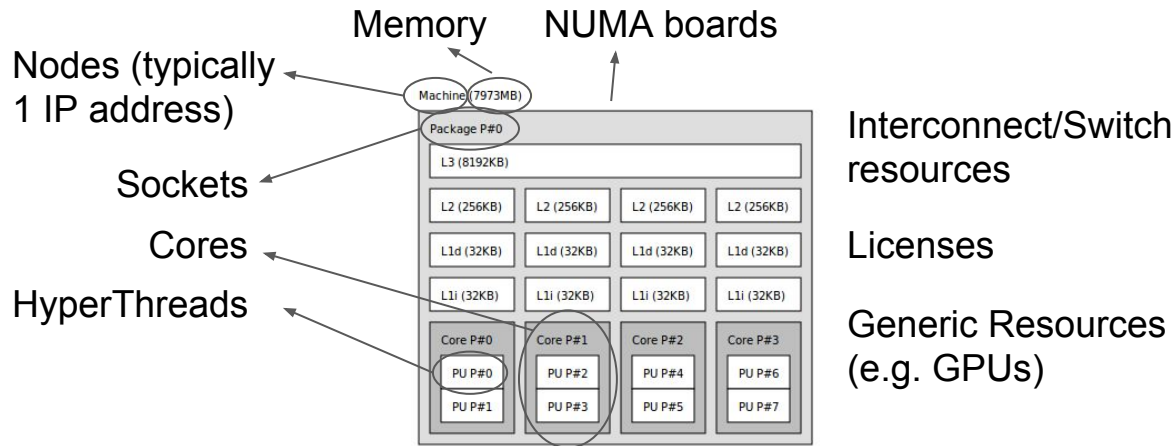 Memory
NUMA boards
Nodes (typically
1 IP address)
Machine (7973MB)
Package P#0
Interconnect/Switch
resources
L3 (8192KB)
Sockets
L2 (256KB) L2 (256KB) L2 (256KB) L2 (256KB)
Cores
L1d (32KB) L1d (32KB) L1d (32KB) L1d (32KB)
Licenses
HyperThreads
L1i (32KB) L1i (32KB) L1i (32KB) L1i (32KB)
Generic Resources
(e.g. GPUs)
Core P#0 Core P#1 Core P#2 Core P#3
PU P#0 PU P#2 PU P#4 PU P#6
PU P#1 PU P#3 PU P#5 PU P#7